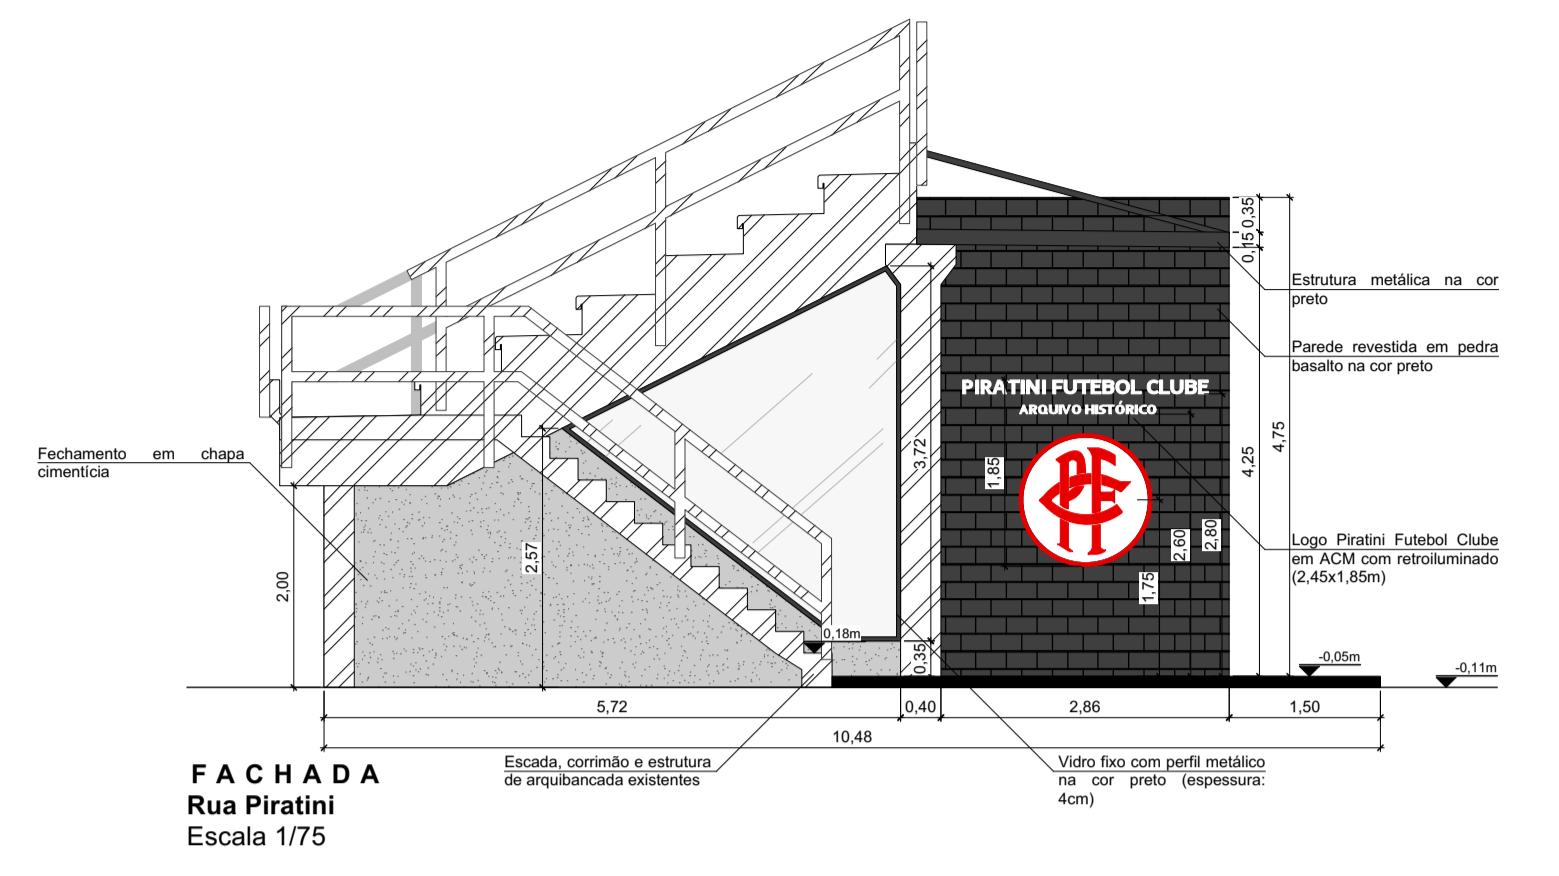 0,35
0,15
Estrutura metálica na cor
preto
Parede revestida em pedra
basalto na cor preto
PIRATINI FUTEBOL CLUBE
ARQUIVO HISTÓRICO
4,75
4,25
3,72
1,85
Fechamento em chapa
cimentícia
2,57
2,00
2,60
2,80
1,75
Logo Piratini Futebol Clube
em ACM com retroiluminado
(2,45x1,85m)
0,18m
0,35
-0,05m
-0,11m
5,72
0,40
2,86
1,50
10,48
Escada, corrimão e estrutura
de arquibancada existentes
Vidro fixo com perfil metálico
na cor preto (espessura:
4cm)
FACHADA
Rua Piratini
Escala 1/75